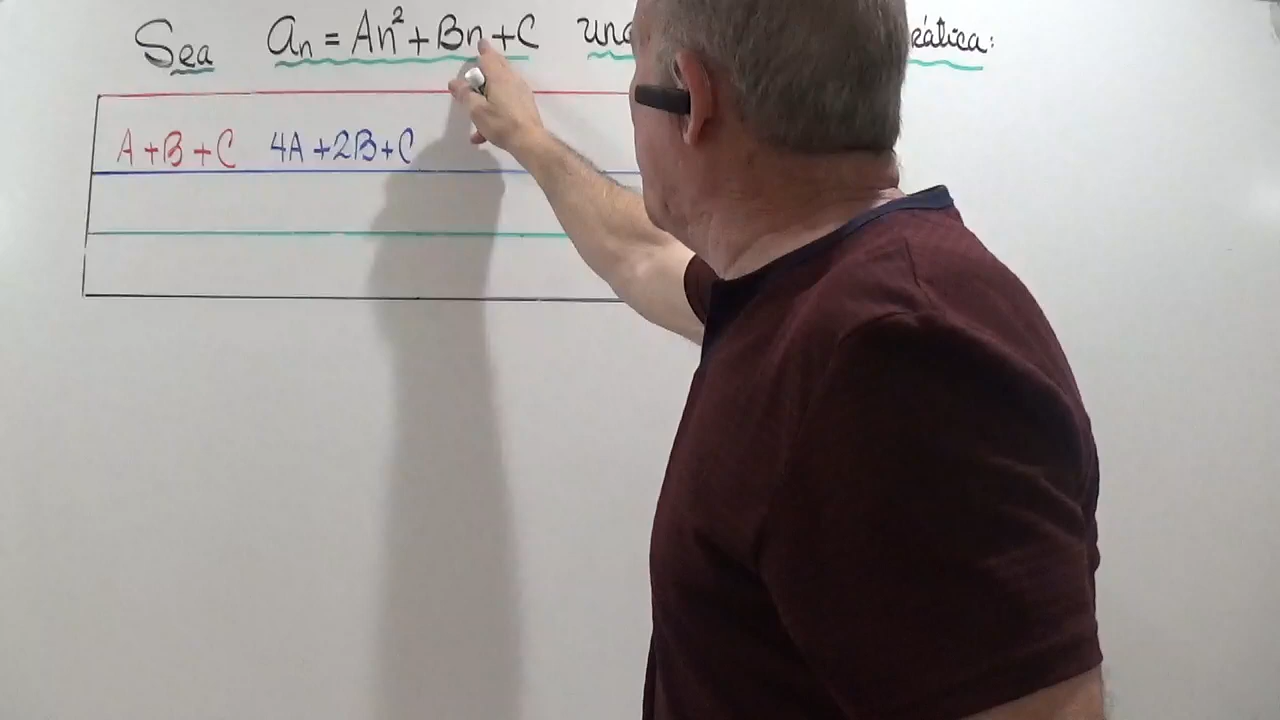 Sea aₙ = An² + Bn + C
A + B + C 4A + 2B + C